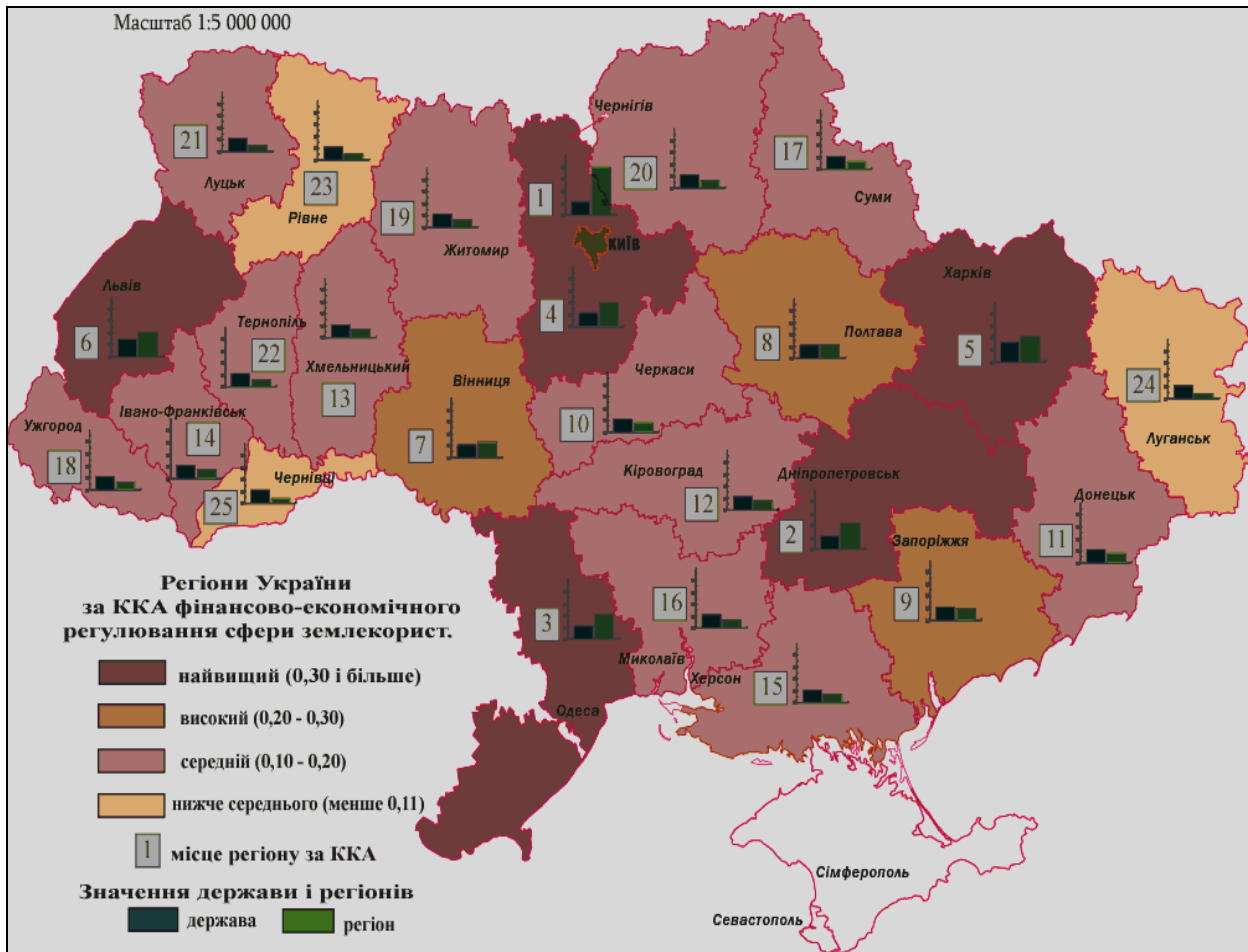 Масштаб 1:5 000 000
Чернігів
21
20
17
23
1
Луцьк
Суми
Рівне
19
Житомир
КИЇВ
Львів
Харків
4
Тернопіль
6
22
8
Полтава
5
Хмельницький
Вінниця
Черкаси
24
13
Івано-Франківськ
Ужгород
14
7
10
Луганськ
18
Чернівці
Кіровоград
Дніпропетровськ
25
12
Донецьк
2
Запоріжжя
11
Регіони України
за ККА фінансово-економічного
регулювання сфери землекорист.
16
9
3
Миколаїв
Херсон
15
Одеса
найвищий (0,30 і більше)
високий (0,20 - 0,30)
середній (0,10 - 0,20)
нижче середнього (менше 0,11)
1
місце регіону за ККА
Значення держави і регіонів
держава
регіон
Сімферополь
Севастополь